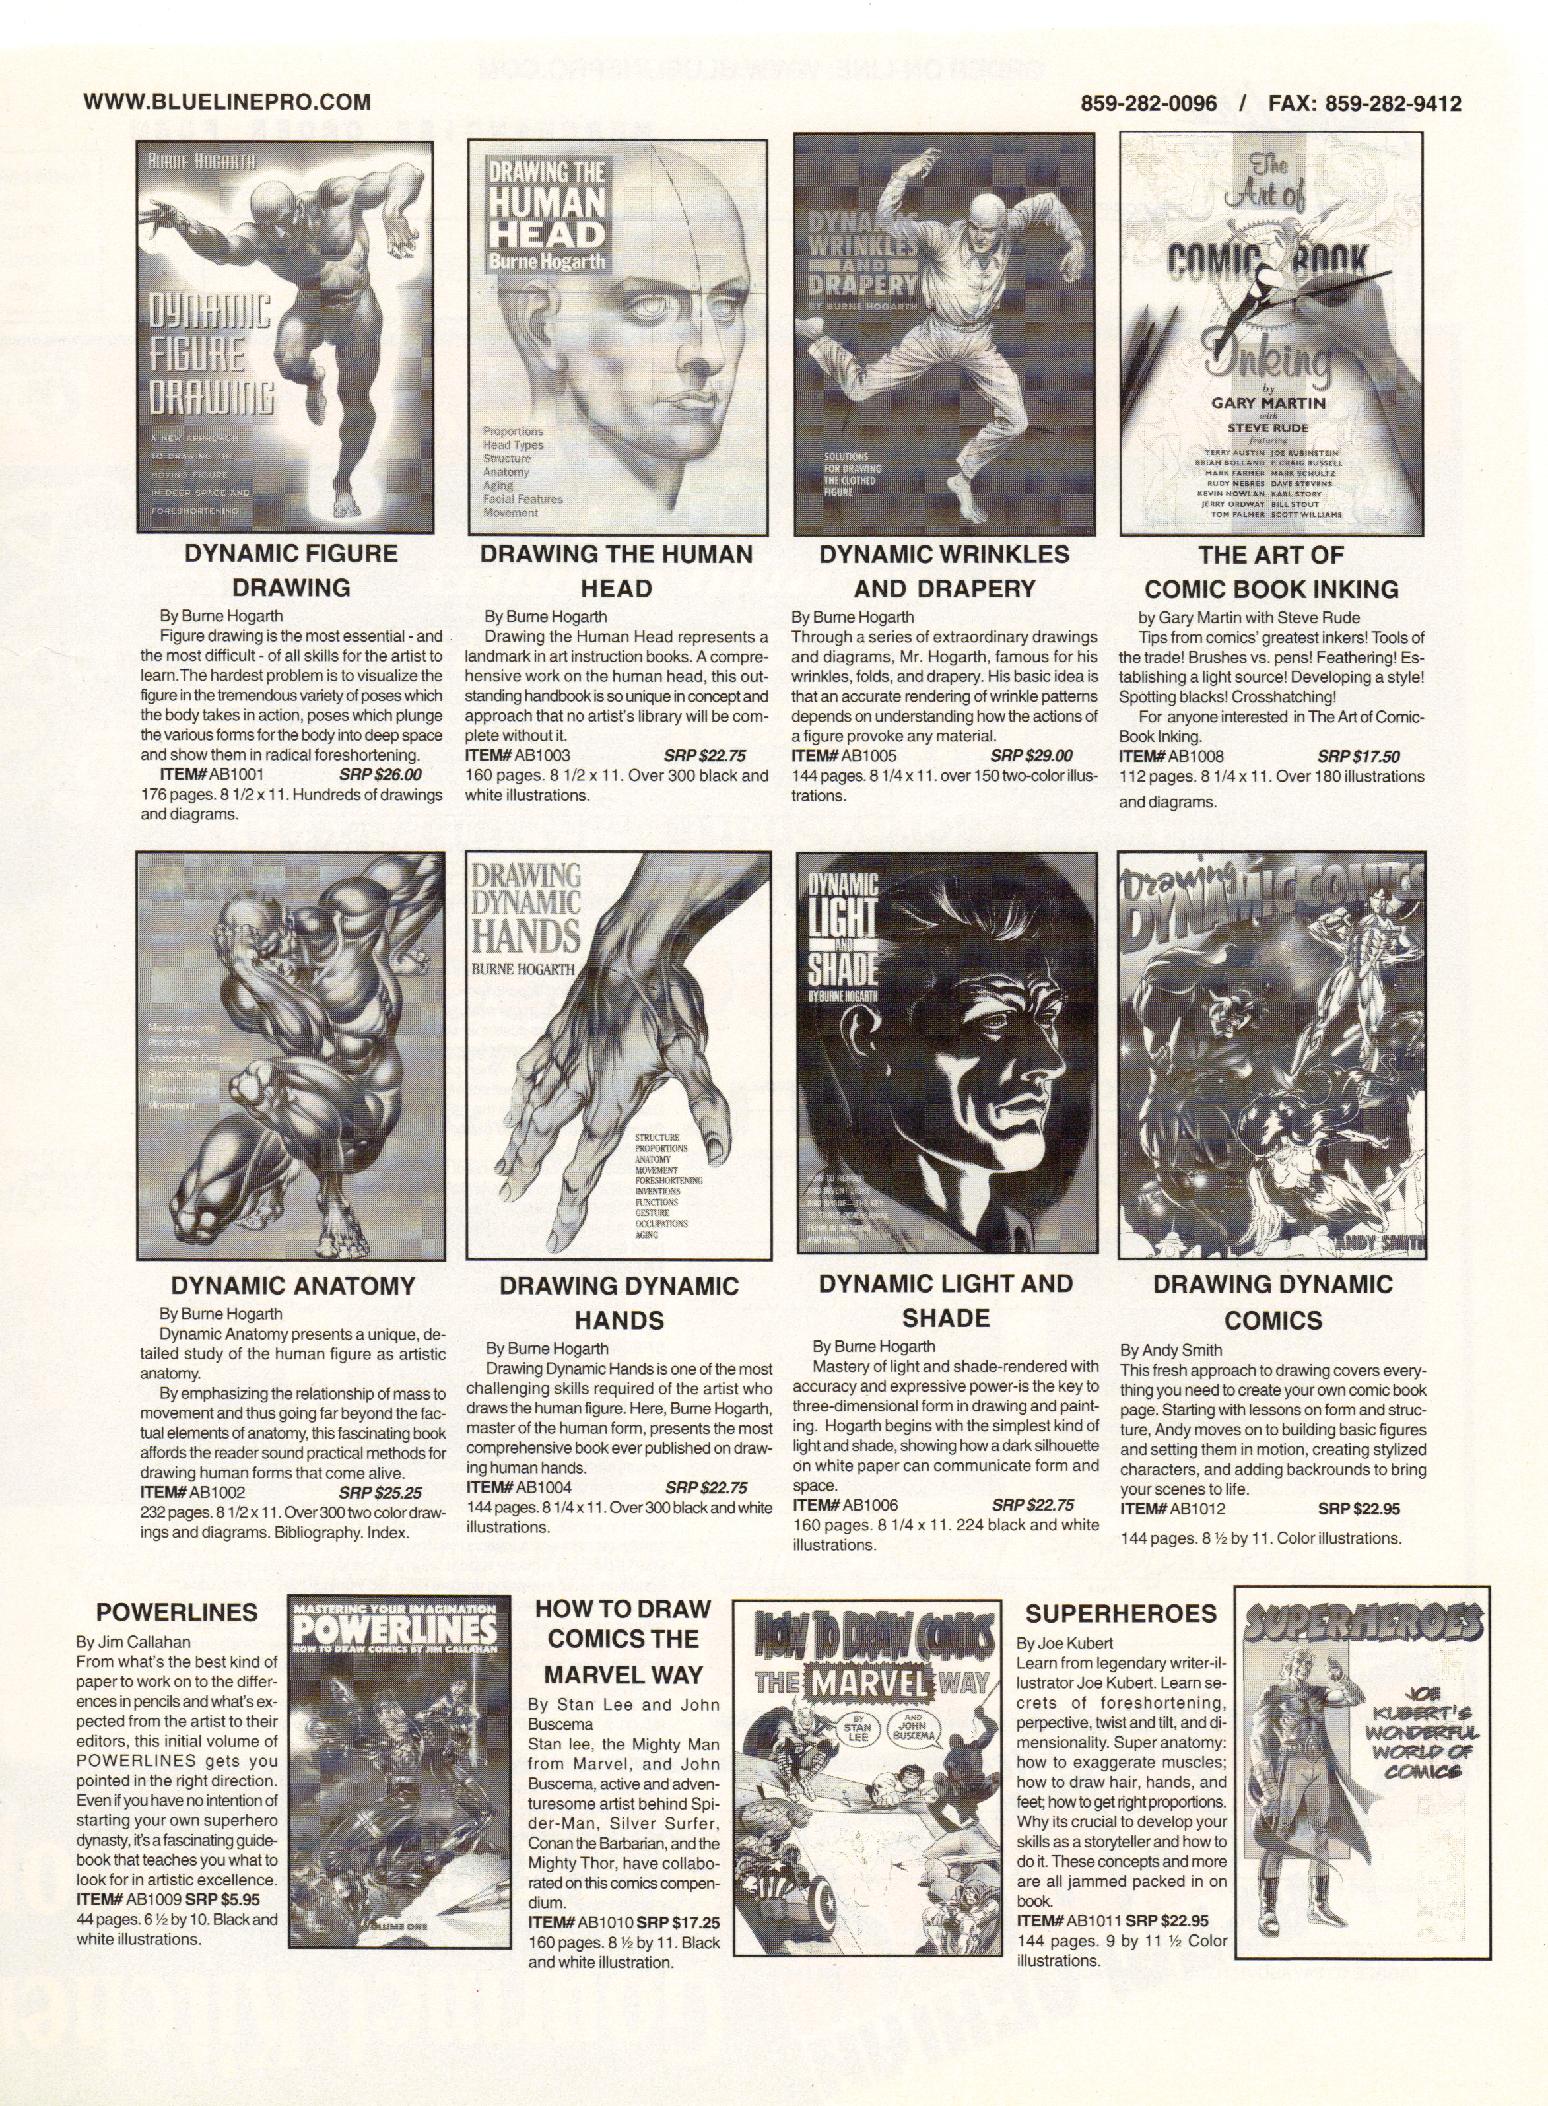 WWW.BLUELINEPRO.COM
859-282-0096 / FAX: 859-282-9412
BURNE HOGARTH
DYNAMIC
FIGURE
DRAWING
A NEW APPROACH
TO DRAWING THE
MOVING FIGURE
IN DEEP SPACE AND
FORESHORTENING
DYNAMIC FIGURE
DRAWING
By Burne Hogarth
Figure drawing is the most essential - and
the most difficult - of all skills for the artist to
learn.The hardest problem is to visualize the
figure in the tremendous variety of poses which
the body takes in action, poses which plunge
the various forms for the body into deep space
and show them in radical foreshortening.
ITEM# AB1001 SRP $26.00
176 pages. 8 1/2 x 11. Hundreds of drawings
and diagrams.
DRAWING THE
HUMAN
HEAD
Burne Hogarth
Proportions
Head Types
Structure
Anatomy
Aging
Facial Features
Movement
DRAWING THE HUMAN
HEAD
By Burne Hogarth
Drawing the Human Head represents a
landmark in art instruction books. A compre-
hensive work on the human head, this out-
standing handbook is so unique in concept and
approach that no artist's library will be com-
plete without it.
ITEM# AB1003 SRP $22.75
160 pages. 8 1/2 x 11. Over 300 black and
white illustrations.
DYNAMIC
WRINKLES
AND
DRAPERY
BY BURNE HOGARTH
SOLUTIONS
FOR DRAWING
THE CLOTHED
FIGURE
DYNAMIC WRINKLES
AND DRAPERY
By Burne Hogarth
Through a series of extraordinary drawings
and diagrams, Mr. Hogarth, famous for his
wrinkles, folds, and drapery. His basic idea is
that an accurate rendering of wrinkle patterns
depends on understanding how the actions of
a figure provoke any material.
ITEM# AB1005 SRP $29.00
144 pages. 8 1/4 x 11. over 150 two-color illus-
trations.
The
Art of
COMIC BOOK
Inking
by
GARY MARTIN
with
STEVE RUDE
featuring
TERRY AUSTIN JOE RUBINSTEIN
BRIAN BOLLAND P. CRAIG RUSSELL
MARK FARMER MARK SCHULTZ
RUDY NEBRES DAVE STEVENS
KEVIN NOWLAN KARL STORY
JERRY ORDWAY BILL STOUT
TOM PALMER SCOTT WILLIAMS
THE ART OF
COMIC BOOK INKING
by Gary Martin with Steve Rude
Tips from comics' greatest inkers! Tools of
the trade! Brushes vs. pens! Feathering! Es-
tablishing a light source! Developing a style!
Spotting blacks! Crosshatching!
For anyone interested in The Art of Comic-
Book Inking.
ITEM# AB1008 SRP $17.50
112 pages. 8 1/4 x 11. Over 180 illustrations
and diagrams.
DYNAMIC ANATOMY
By Burne Hogarth
Dynamic Anatomy presents a unique, de-
tailed study of the human figure as artistic
anatomy.
By emphasizing the relationship of mass to
movement and thus going far beyond the fac-
tual elements of anatomy, this fascinating book
affords the reader sound practical methods for
drawing human forms that come alive.
ITEM# AB1002 SRP $25.25
232 pages. 8 1/2 x 11. Over 300 two color draw-
ings and diagrams. Bibliography. Index.
DRAWING
DYNAMIC
HANDS
BURNE HOGARTH
STRUCTURE
PROPORTIONS
ANATOMY
MOVEMENT
FORESHORTENING
INVENTIONS
FUNCTIONS
GESTURE
OCCUPATIONS
AGING
DRAWING DYNAMIC
HANDS
By Burne Hogarth
Drawing Dynamic Hands is one of the most
challenging skills required of the artist who
draws the human figure. Here, Burne Hogarth,
master of the human form, presents the most
comprehensive book ever published on draw-
ing human hands.
ITEM# AB1004 SRP $22.75
144 pages. 8 1/4 x 11. Over 300 black and white
illustrations.
DYNAMIC
LIGHT
AND
SHADE
BY BURNE HOGARTH
DYNAMIC LIGHT AND
SHADE
By Burne Hogarth
Mastery of light and shade-rendered with
accuracy and expressive power-is the key to
three-dimensional form in drawing and paint-
ing. Hogarth begins with the simplest kind of
light and shade, showing how a dark silhouette
on white paper can communicate form and
space.
ITEM# AB1006 SRP $22.75
160 pages. 8 1/4 x 11. 224 black and white
illustrations.
Drawing
DYNAMIC COMICS
ANDY SMITH
DRAWING DYNAMIC
COMICS
By Andy Smith
This fresh approach to drawing covers every-
thing you need to create your own comic book
page. Starting with lessons on form and struc-
ture, Andy moves on to building basic figures
and setting them in motion, creating stylized
characters, and adding backrounds to bring
your scenes to life.
ITEM# AB1012 SRP $22.95
144 pages. 8 ½ by 11. Color illustrations.
POWERLINES
By Jim Callahan
From what's the best kind of
paper to work on to the differ-
ences in pencils and what's ex-
pected from the artist to their
editors, this initial volume of
POWERLINES gets you
pointed in the right direction.
Even if you have no intention of
starting your own superhero
dynasty, it's a fascinating guide-
book that teaches you what to
look for in artistic excellence.
ITEM# AB1009 SRP $5.95
44 pages. 6 ½ by 10. Black and
white illustrations.
MASTERING YOUR IMAGINATION
POWERLINES
HOW TO DRAW COMICS BY JIM CALLAHAN
VOLUME ONE
HOW TO DRAW
COMICS THE
MARVEL WAY
By Stan Lee and John
Buscema
Stan lee, the Mighty Man
from Marvel, and John
Buscema, active and adven-
turesome artist behind Spi-
der-Man, Silver Surfer,
Conan the Barbarian, and the
Mighty Thor, have collabo-
rated on this comics compen-
dium.
ITEM# AB1010 SRP $17.25
160 pages. 8 ½ by 11. Black
and white illustration.
HOW TO DRAW COMICS
THE MARVEL WAY
BY
STAN
LEE
AND
JOHN
BUSCEMA
SUPERHEROES
By Joe Kubert
Learn from legendary writer-il-
lustrator Joe Kubert. Learn se-
crets of foreshortening,
perpective, twist and tilt, and di-
mensionality. Super anatomy:
how to exaggerate muscles;
how to draw hair, hands, and
feet; how to get right proportions.
Why its crucial to develop your
skills as a storyteller and how to
do it. These concepts and more
are all jammed packed in on
book.
ITEM# AB1011 SRP $22.95
144 pages. 9 by 11 ½ Color
illustrations.
SUPERHEROES
JOE
KUBERT'S
WONDERFUL
WORLD OF
COMICS